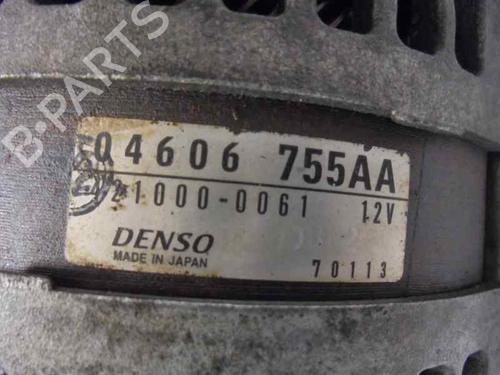 B-PARTS
04606 755AA
21000-0061 12V
DENSO
MADE IN JAPAN
70113